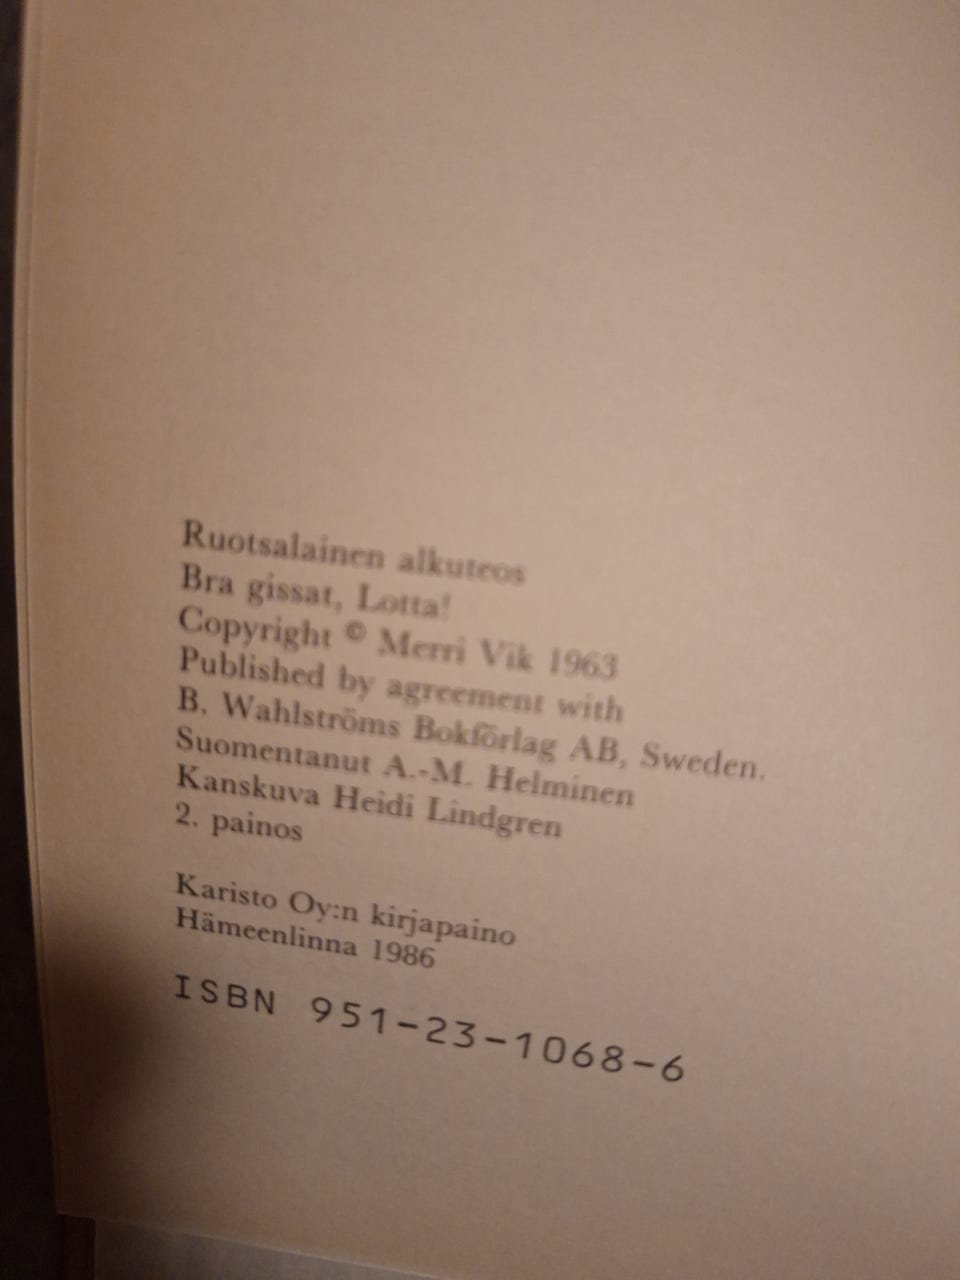 Ruotsalainen alkuteos
Bra gissat, Lotta!
Copyright © Merri Vik 1963
Published by agreement with
B. Wahlströms Bokförlag AB, Sweden.
Suomentanut A.-M. Helminen
Kanskuva Heidi Lindgren
2. painos
Karisto Oy:n kirjapaino
Hämeenlinna 1986
ISBN 951-23-1068-6